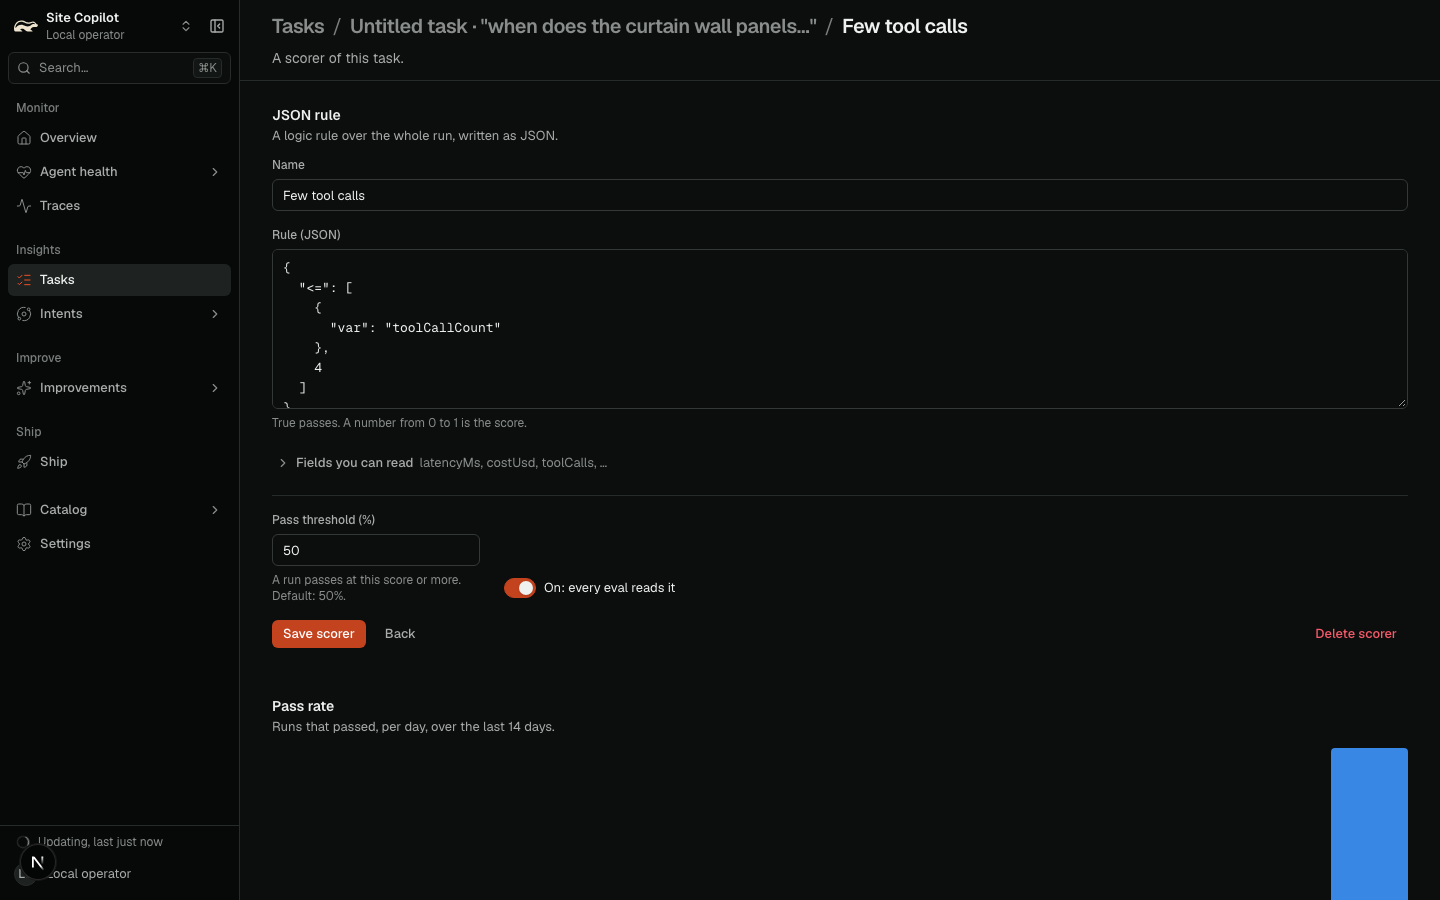 Site Copilot
Local operator
Search...
⌘K
Monitor
Overview
Agent health
Traces
Insights
Tasks
Intents
Improve
Improvements
Ship
Ship
Catalog
Settings
Updating, last just now
N
Local operator
Tasks / Untitled task · "when does the curtain wall panels..." / Few tool calls
A scorer of this task.
JSON rule
A logic rule over the whole run, written as JSON.
Name
Few tool calls
Rule (JSON)
{
"<=": [
{
"var": "toolCallCount"
},
4
]
}
True passes. A number from 0 to 1 is the score.
Fields you can read latencyMs, costUsd, toolCalls, ...
Pass threshold (%)
50
A run passes at this score or more.
Default: 50%.
On: every eval reads it
Save scorer
Back
Delete scorer
Pass rate
Runs that passed, per day, over the last 14 days.